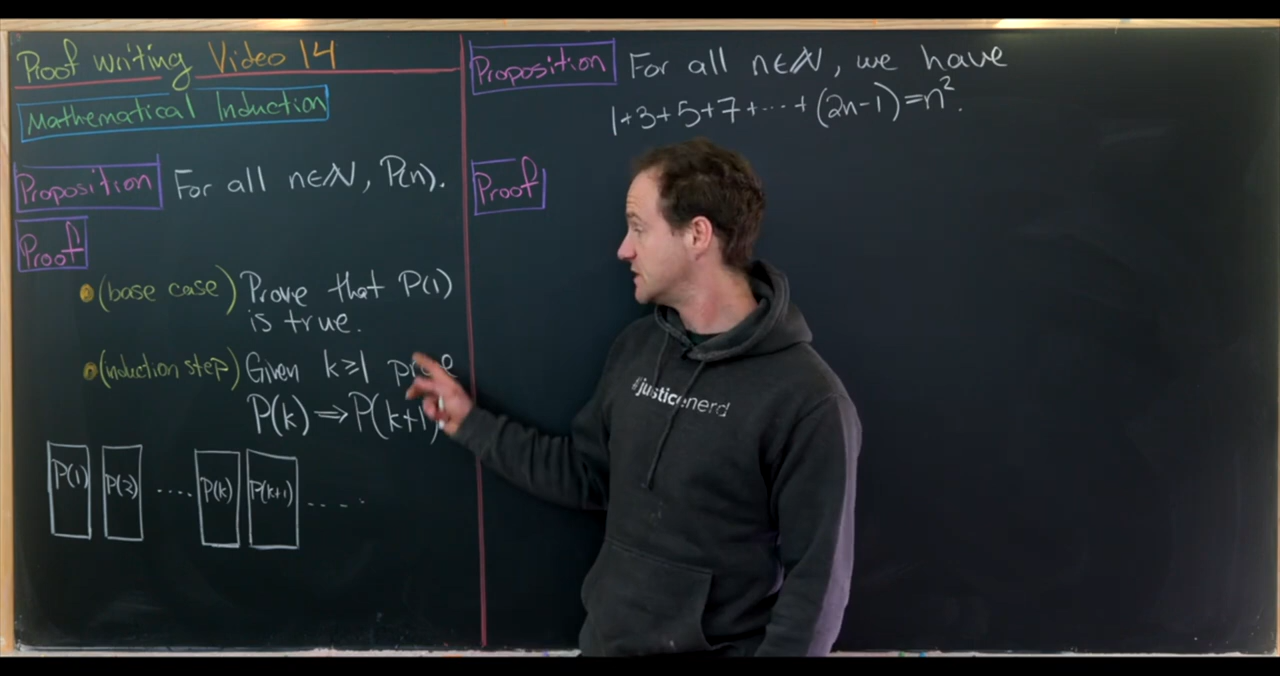 Proof Writing Video 14
Mathematical Induction
Proposition For all n∈ℕ, P(n).
Proof
(base case) Prove that P(1)
is true.
(induction step) Given k≥1 prove
P(k)⇒P(k+1)
P(1) P(2) .... P(k) P(k+1) ....
Proposition For all n∈ℕ, we have
1+3+5+7+...+(2n-1)=n².
Proof
#justicenerd